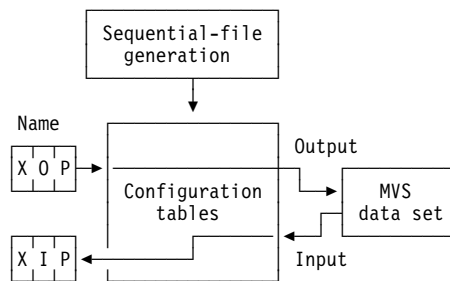 Sequential-file
generation
Name
Output
X O P
Configuration
tables
MVS
data set
X I P
Input